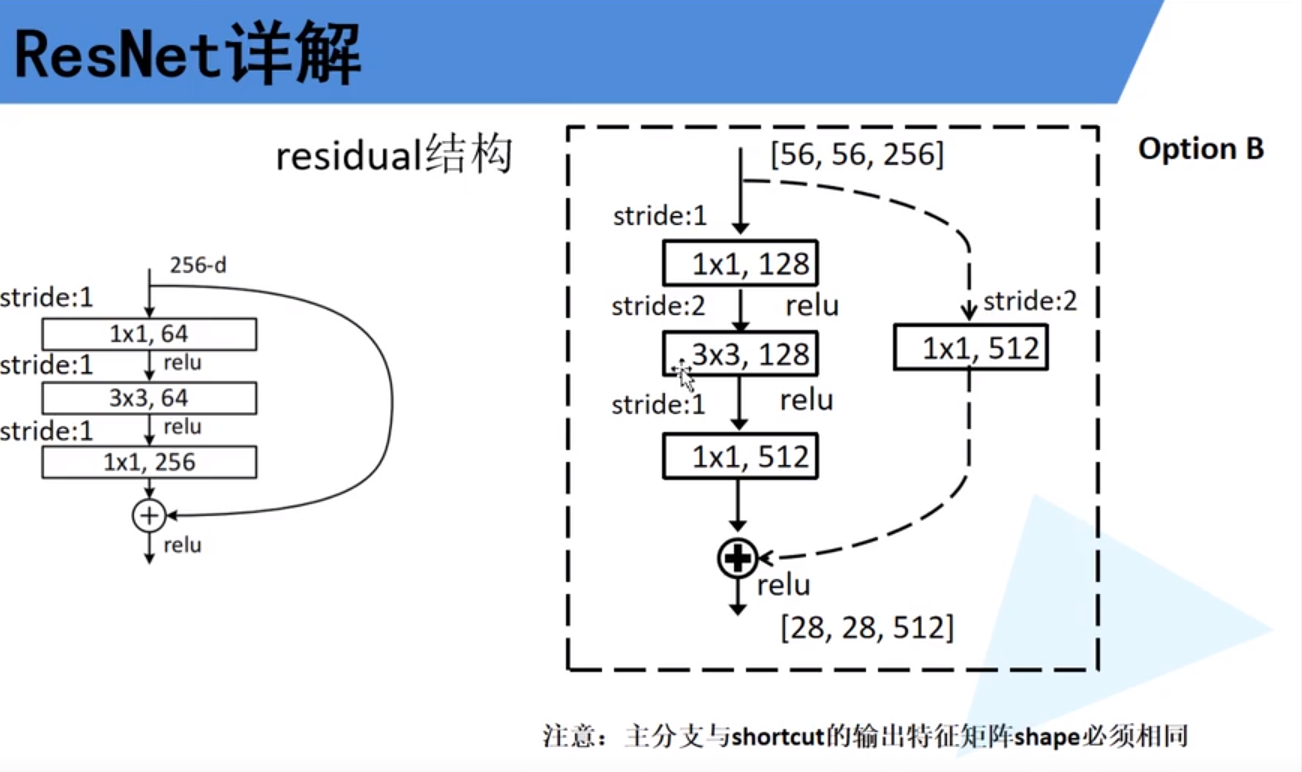 ResNet详解
residual结构
Option B
256-d
stride:1
1x1, 64
stride:1
relu
3x3, 64
stride:1
relu
1x1, 256
relu
[56, 56, 256]
stride:1
1x1, 128
stride:2
relu
stride:2
3x3, 128
1x1, 512
stride:1
relu
1x1, 512
relu
[28, 28, 512]
注意：主分支与shortcut的输出特征矩阵shape必须相同